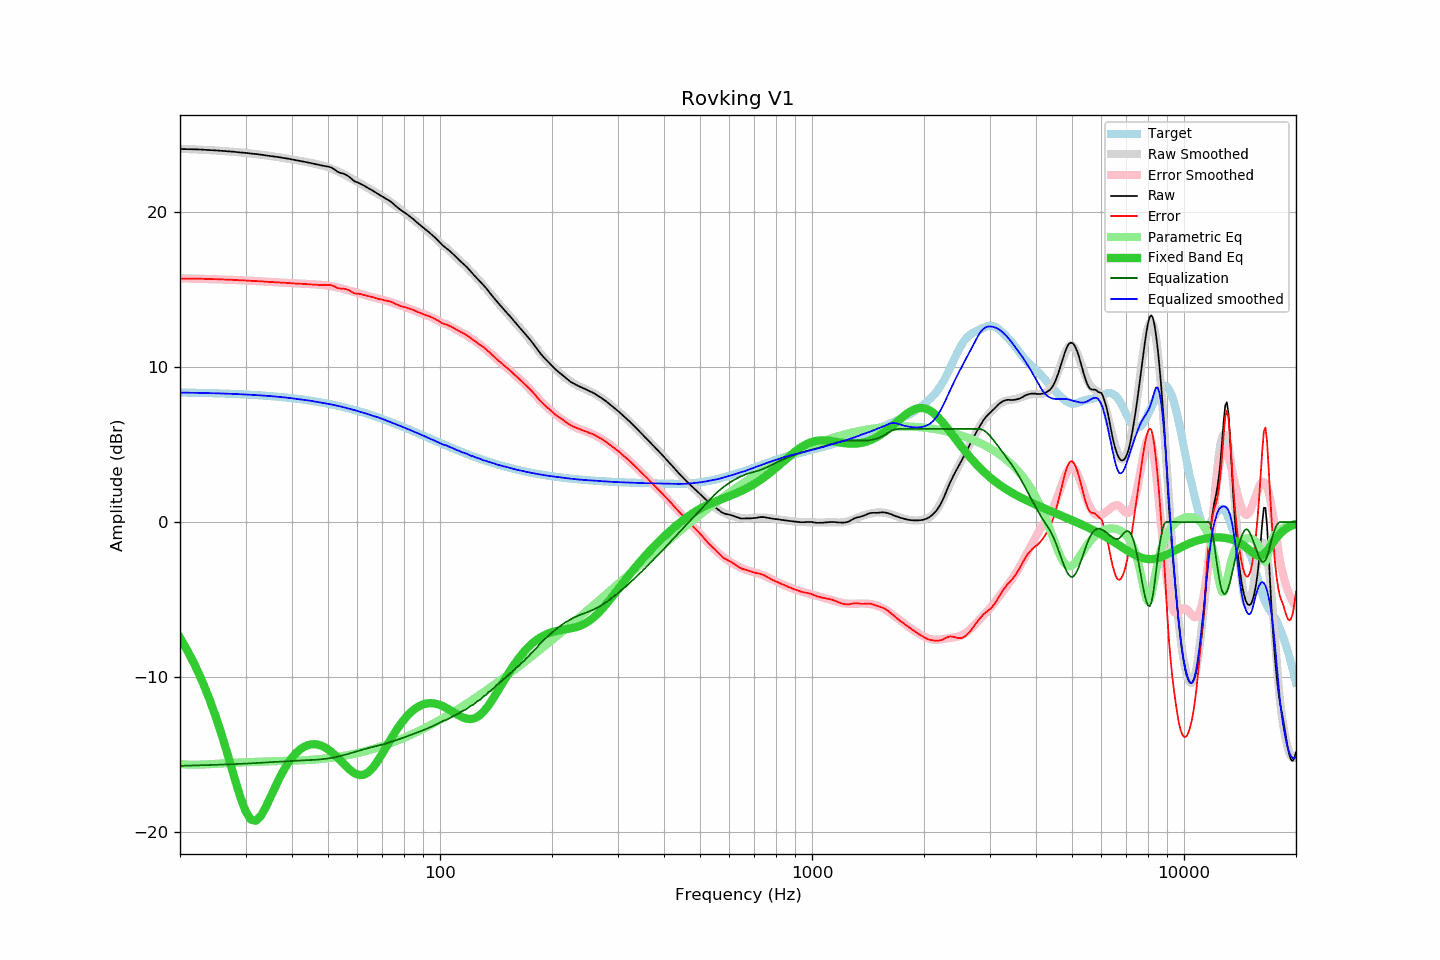 Rovking V1
Target
Raw Smoothed
Error Smoothed
Raw
Error
Parametric Eq
Fixed Band Eq
Equalization
Equalized smoothed
Amplitude (dBr)
20
10
0
−10
−20
100
1000
10000
Frequency (Hz)